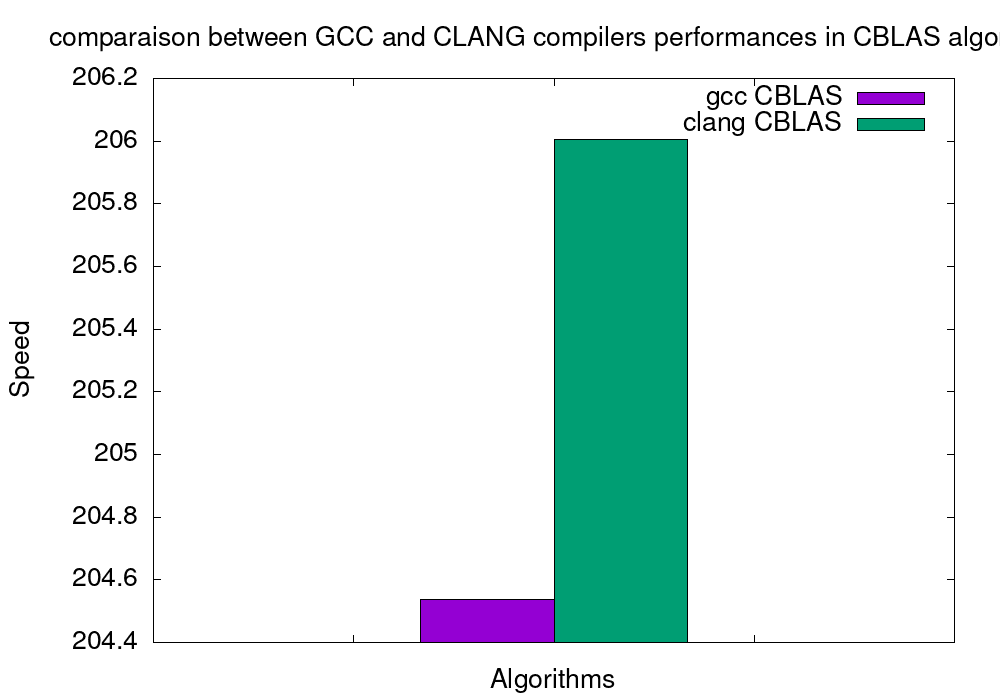 comparaison between GCC and CLANG compilers performances in CBLAS algo
206.2
gcc CBLAS
clang CBLAS
206
205.8
205.6
205.4
205.2
205
204.8
204.6
204.4
Speed
Algorithms